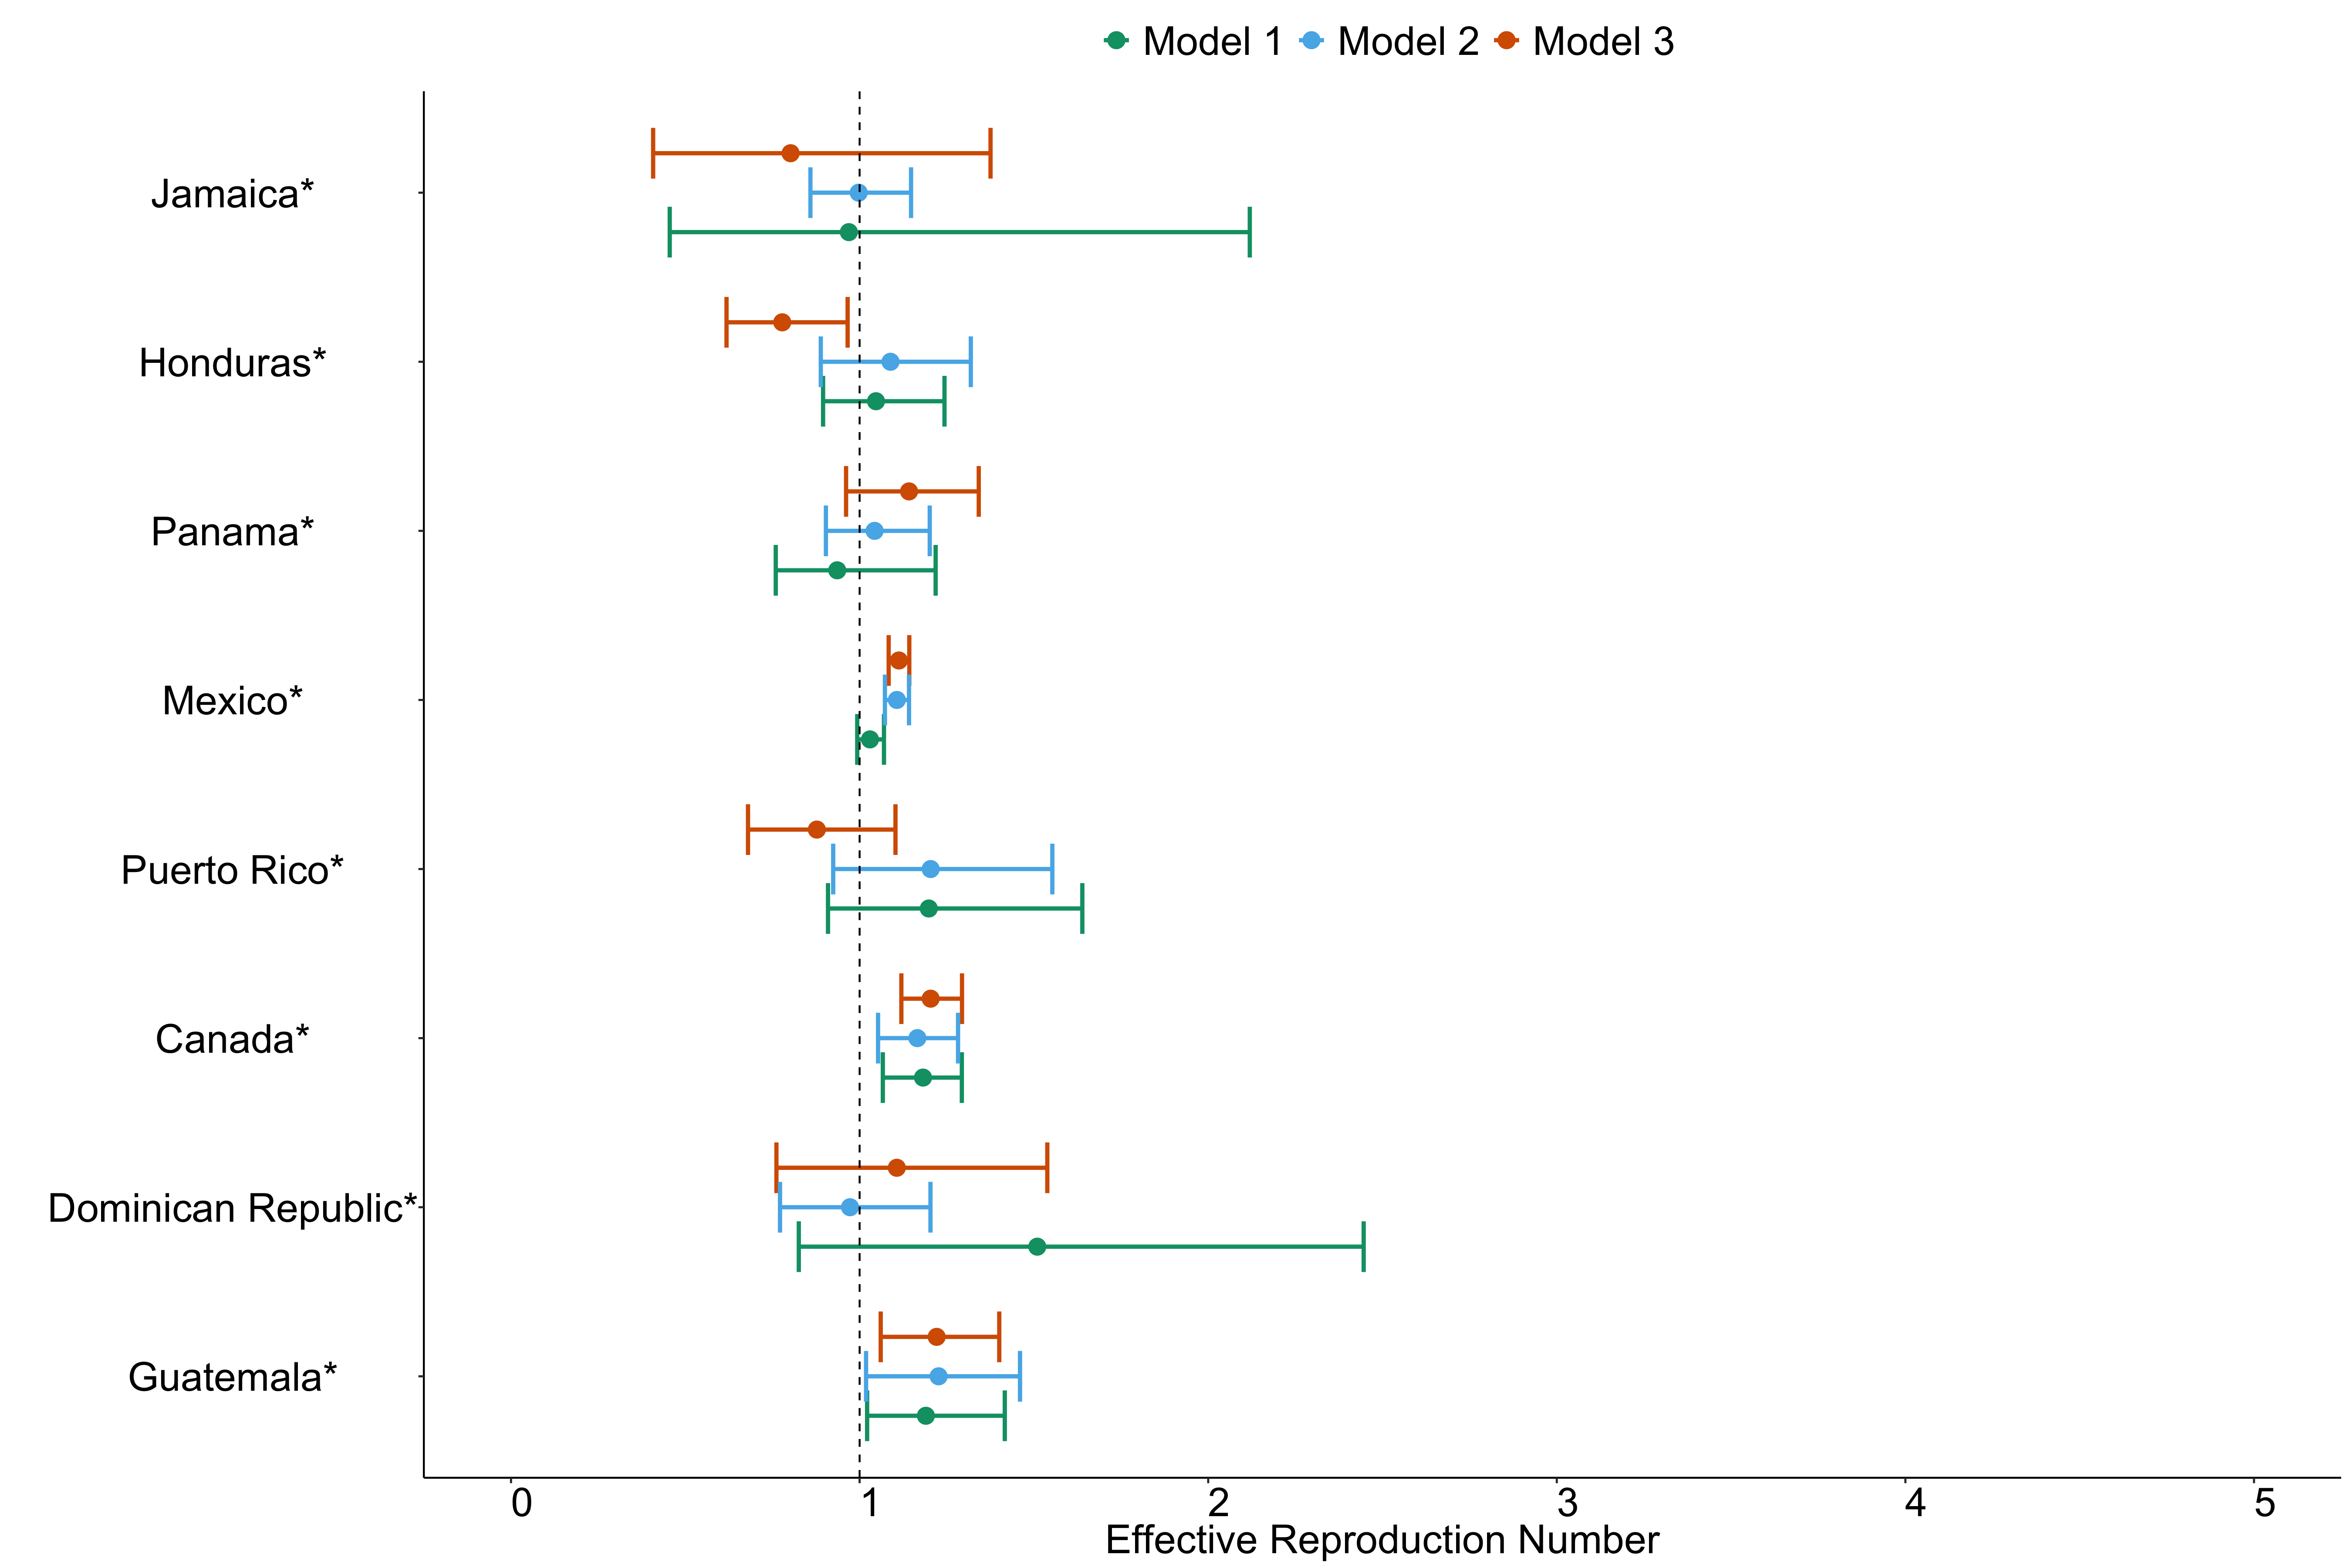 Model 1 Model 2 Model 3
Jamaica*
Honduras*
Panama*
Mexico*
Puerto Rico*
Canada*
Dominican Republic*
Guatemala*
0 1 2 3 4 5
Effective Reproduction Number